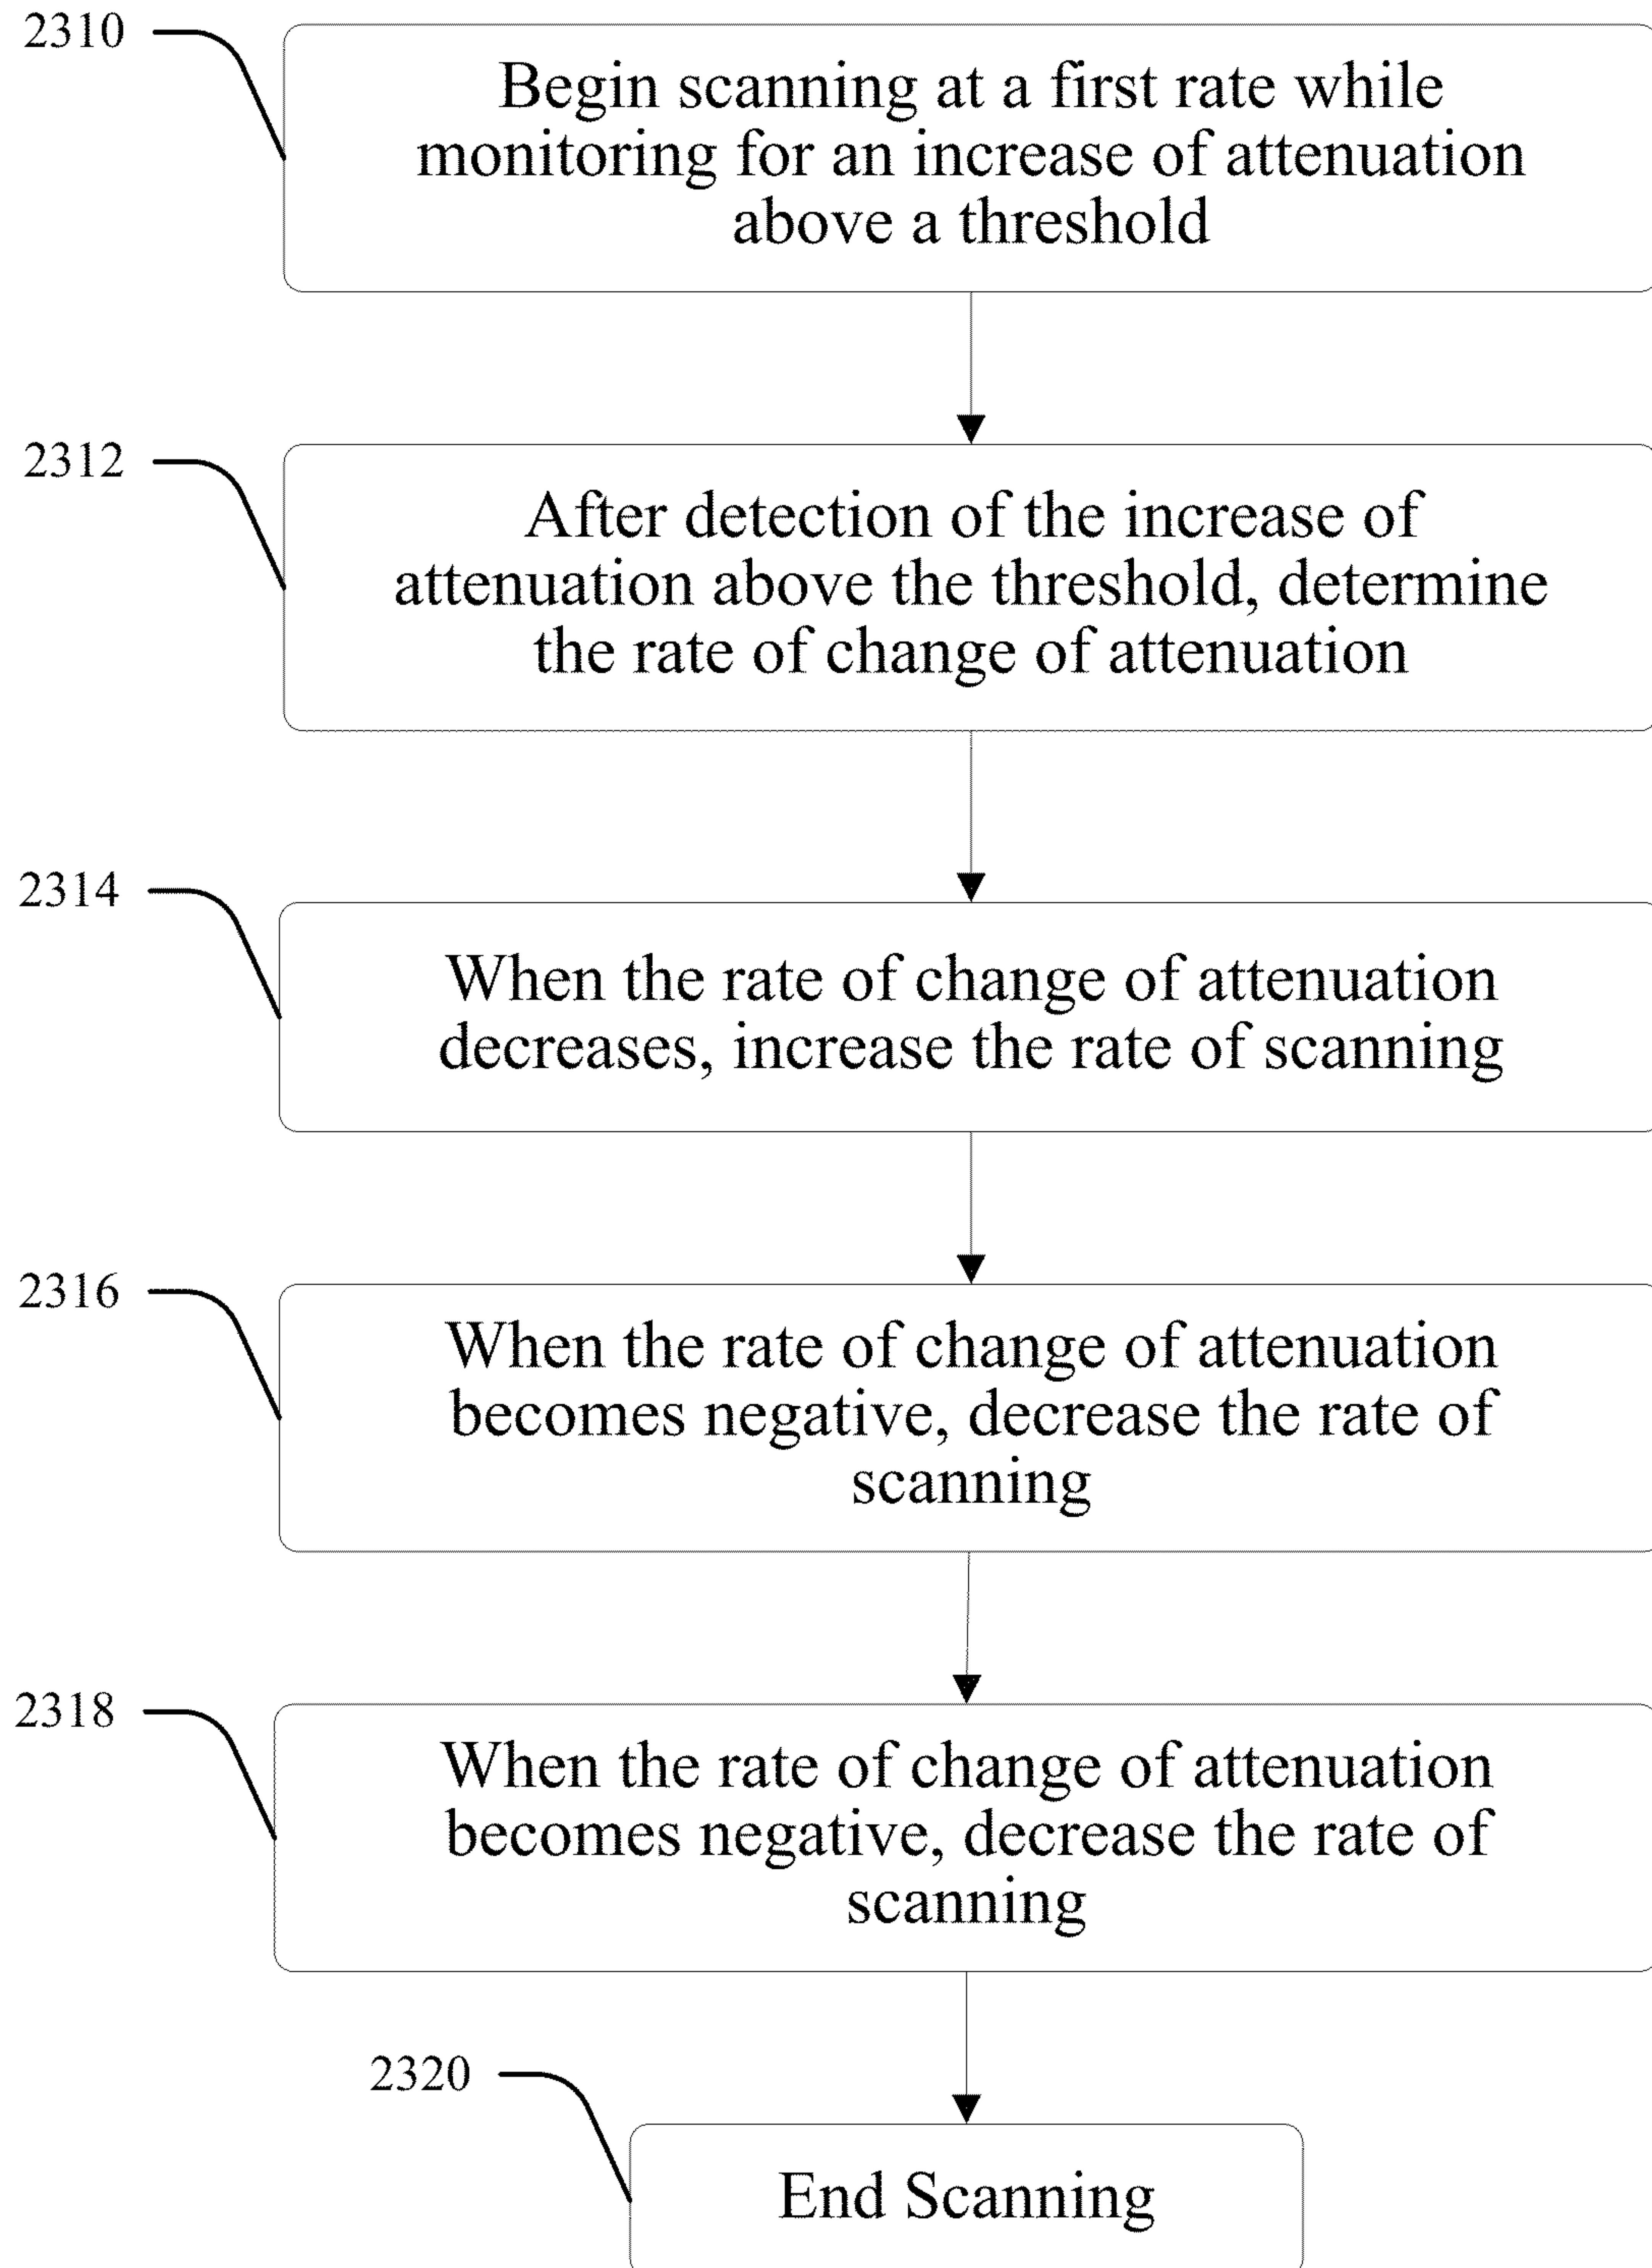 2310
Begin scanning at a first rate while
monitoring for an increase of attenuation
above a threshold
2312
After detection of the increase of
attenuation above the threshold, determine
the rate of change of attenuation
2314
When the rate of change of attenuation
decreases, increase the rate of scanning
2316
When the rate of change of attenuation
becomes negative, decrease the rate of
scanning
2318
When the rate of change of attenuation
becomes negative, decrease the rate of
scanning
2320
End Scanning